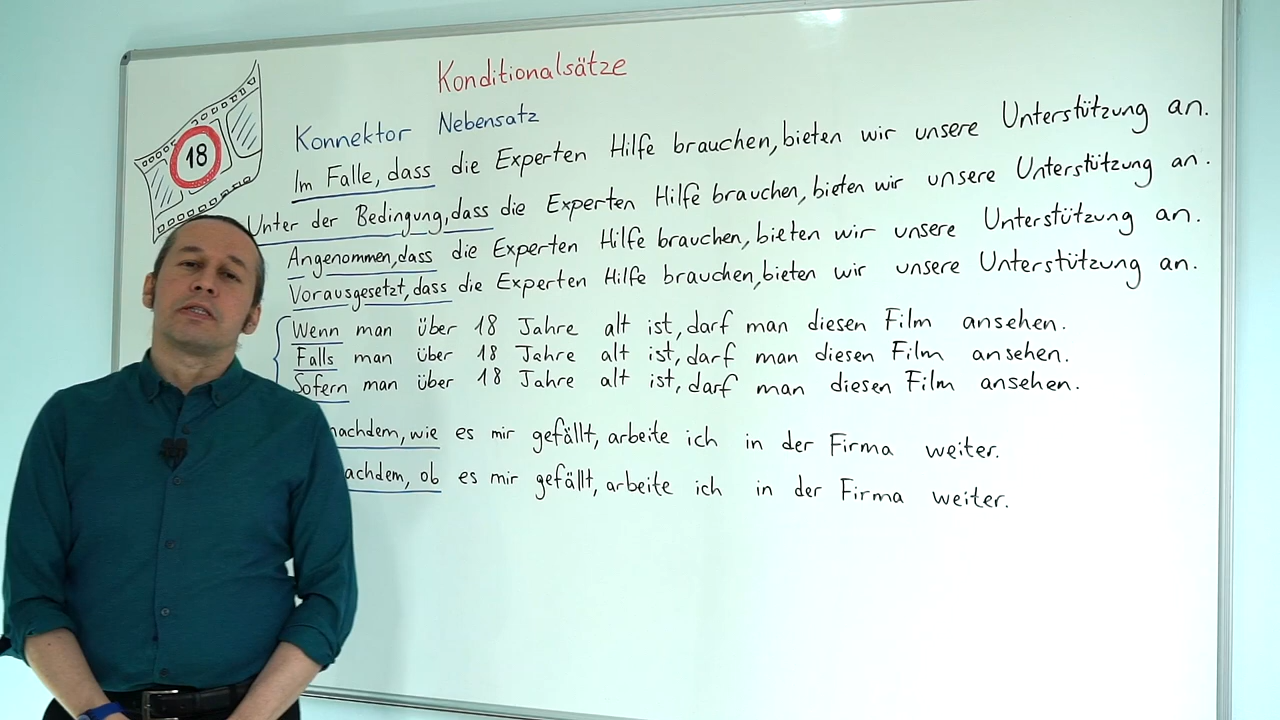 Konditionalsätze
18
Konnektor Nebensatz
Im Falle, dass die Experten Hilfe brauchen, bieten wir unsere Unterstützung an.
Unter der Bedingung, dass die Experten Hilfe brauchen, bieten wir unsere Unterstützung an.
Angenommen, dass die Experten Hilfe brauchen, bieten wir unsere Unterstützung an.
Vorausgesetzt, dass die Experten Hilfe brauchen, bieten wir unsere Unterstützung an.
Wenn man über 18 Jahre alt ist, darf man diesen Film ansehen.
Falls man über 18 Jahre alt ist, darf man diesen Film ansehen.
Sofern man über 18 Jahre alt ist, darf man diesen Film ansehen.
nachdem, wie es mir gefällt, arbeite ich in der Firma weiter.
achdem, ob es mir gefällt, arbeite ich in der Firma weiter.